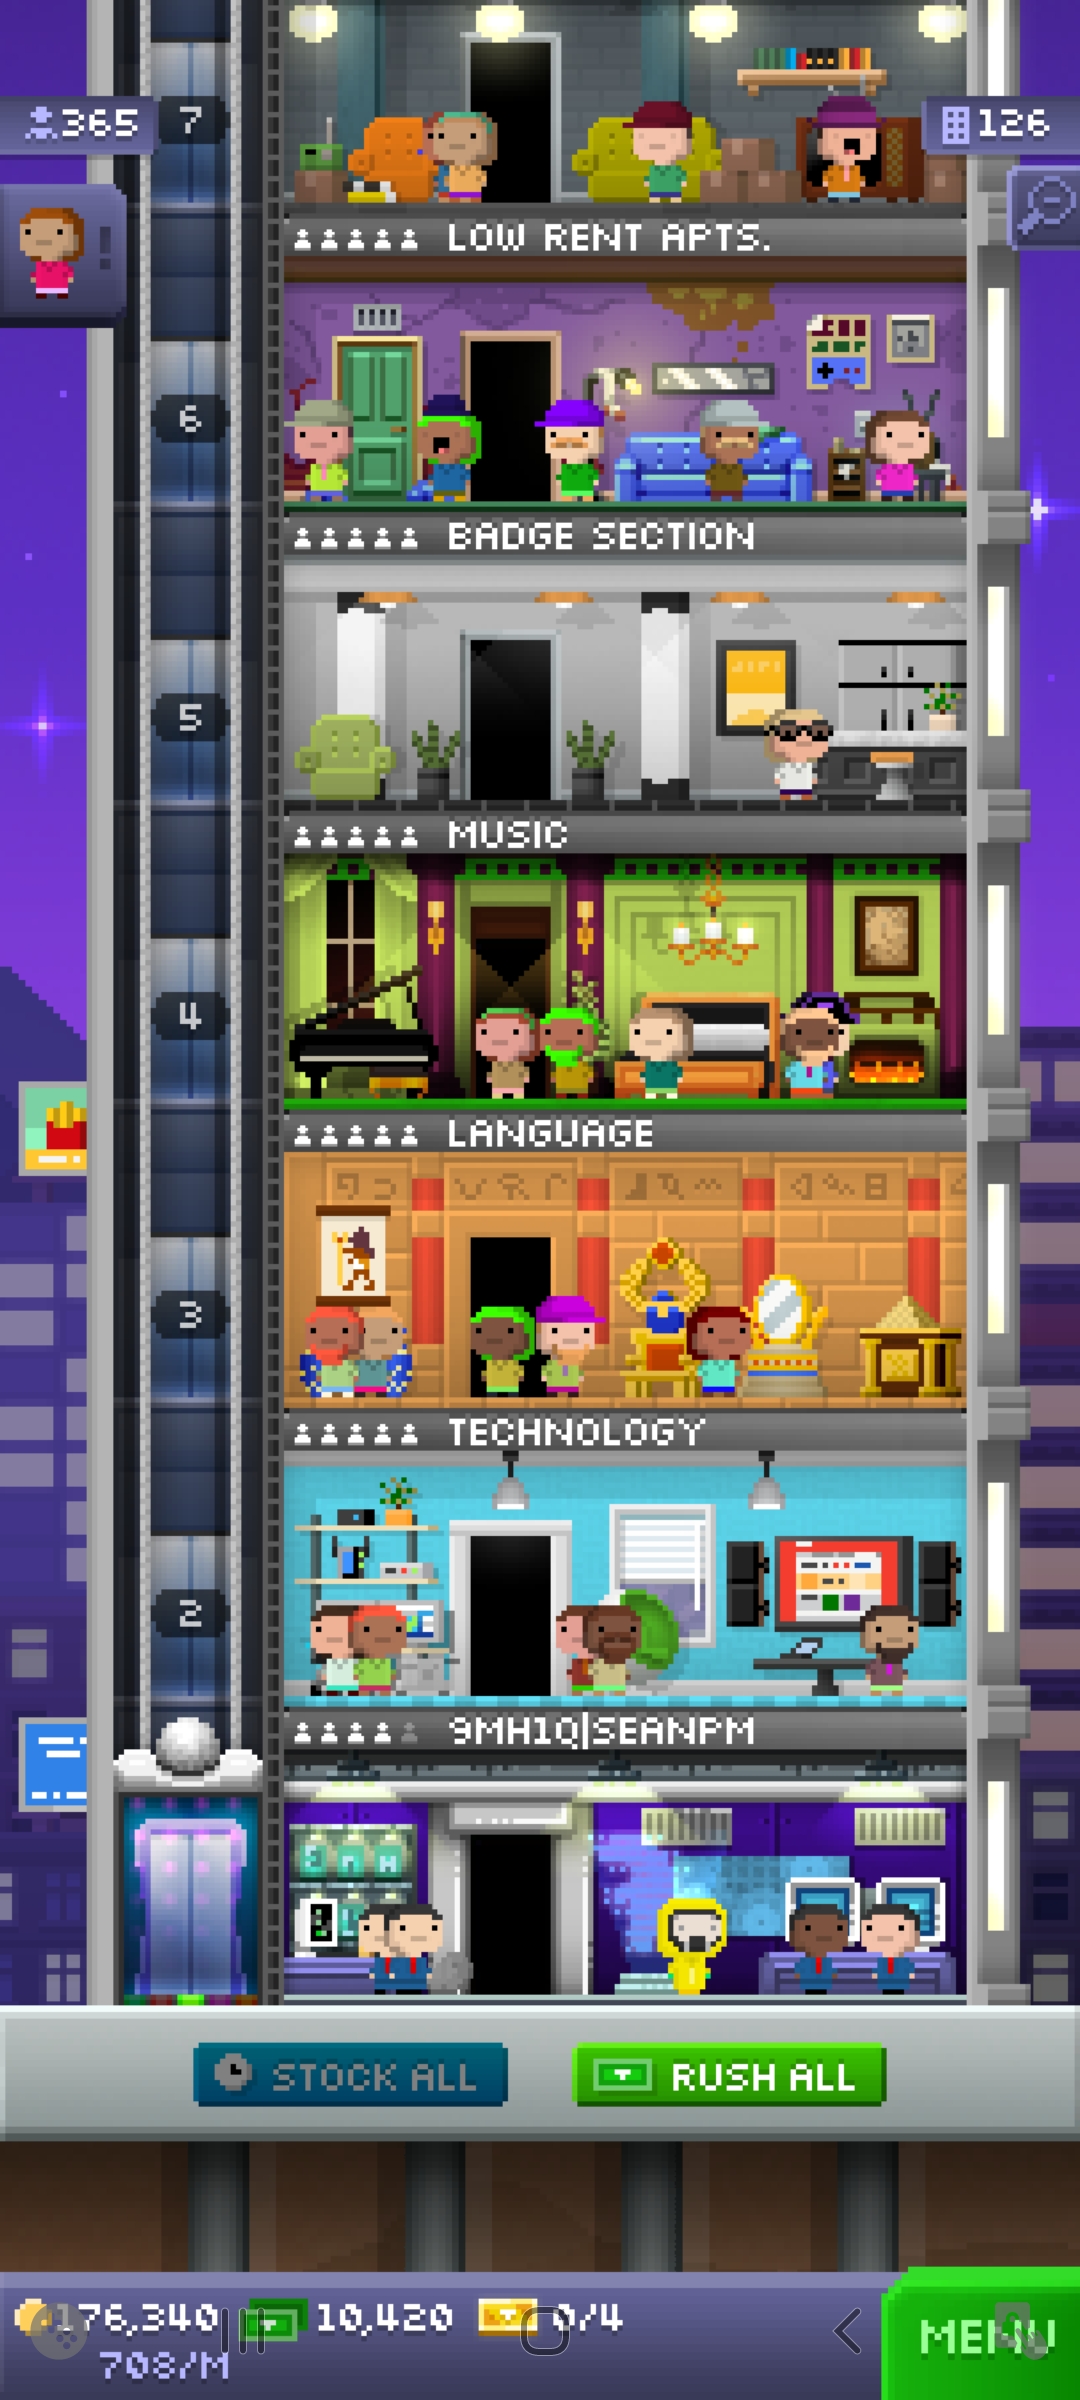 7
365
126
LOW RENT APTS.
6
BADGE SECTION
5
MUSIC
4
LANGUAGE
3
TECHNOLOGY
2
9MH1Q|SEANPM
STOCK ALL
RUSH ALL
176,340
10,420
0/4
MENU
708/M